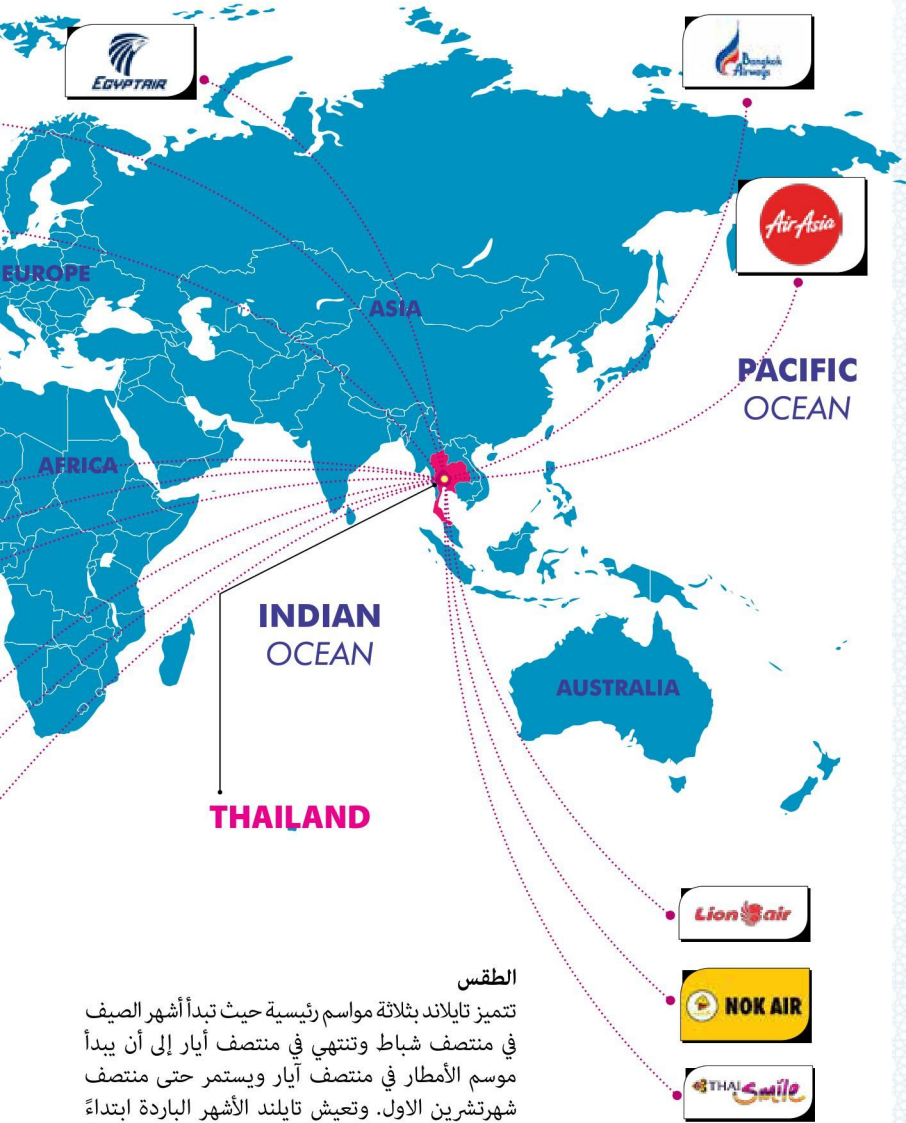 EGYPTAIR
Bangkok
Airways
AirAsia
EUROPE
ASIA
PACIFIC
OCEAN
AFRICA
INDIAN
OCEAN
AUSTRALIA
THAILAND
Lion air
NOK AIR
THAI Smile
الطقس
تتميز تايلاند بثلاثة مواسم رئيسية حيث تبدأ أشهر الصيف
في منتصف شباط وتنتهي في منتصف أيار إلى أن يبدأ
موسم الأمطار في منتصف آيار ويستمر حتى منتصف
شهرتشرين الاول. وتعيش تايلند الأشهر الباردة ابتداءً